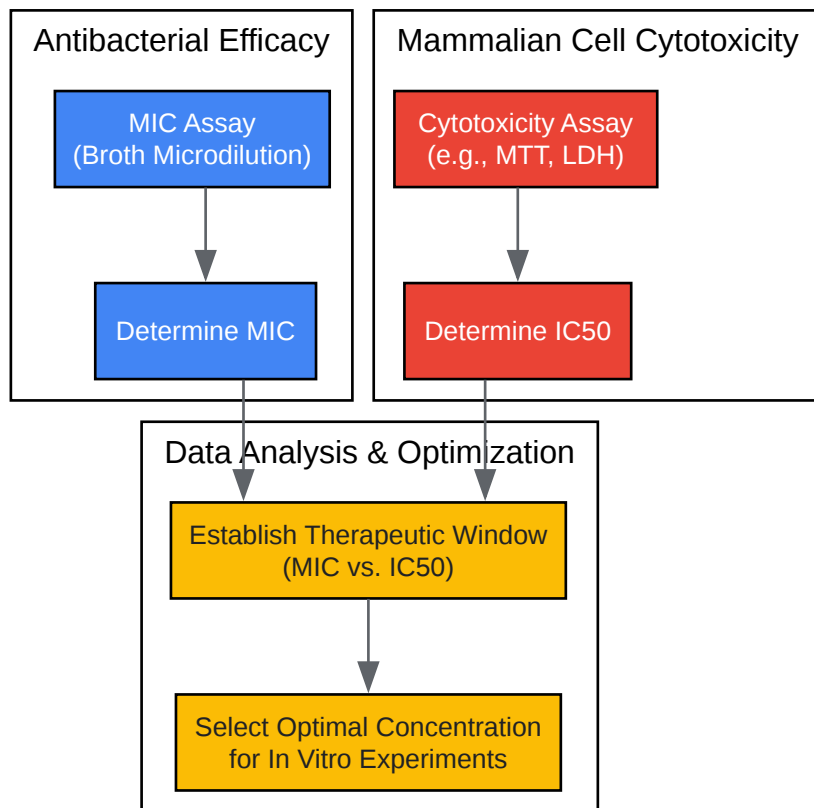 Antibacterial Efficacy
MIC Assay
(Broth Microdilution)
Determine MIC
Mammalian Cell Cytotoxicity
Cytotoxicity Assay
(e.g., MTT, LDH)
Determine IC50
Data Analysis & Optimization
Establish Therapeutic Window
(MIC vs. IC50)
Select Optimal Concentration
for In Vitro Experiments